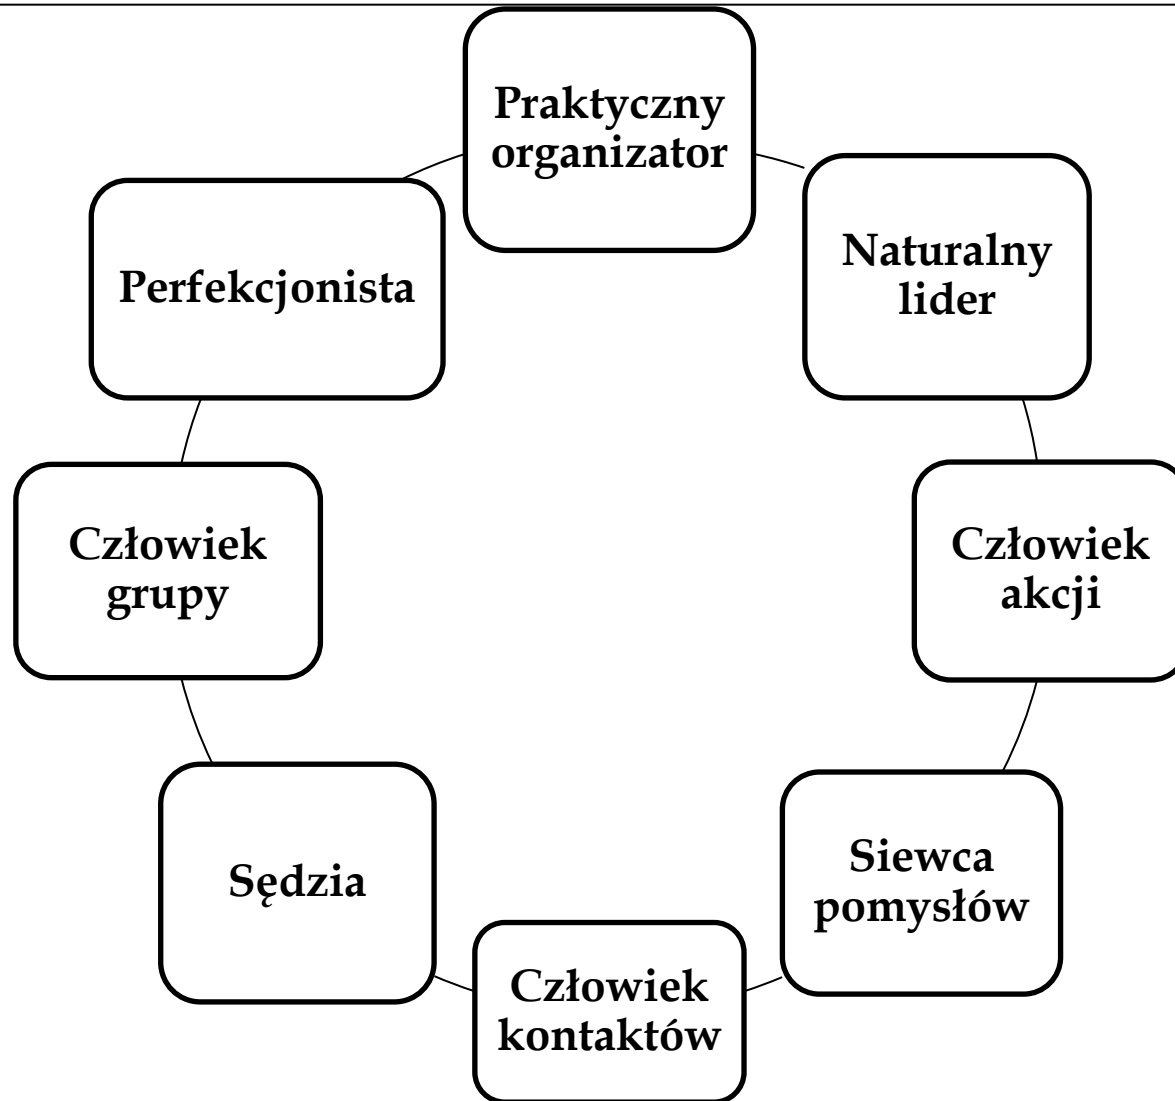 Praktyczny
organizator
Naturalny
lider
Perfekcjonista
Człowiek
grupy
Człowiek
akcji
Siewca
pomysłów
Sędzia
Człowiek
kontaktów